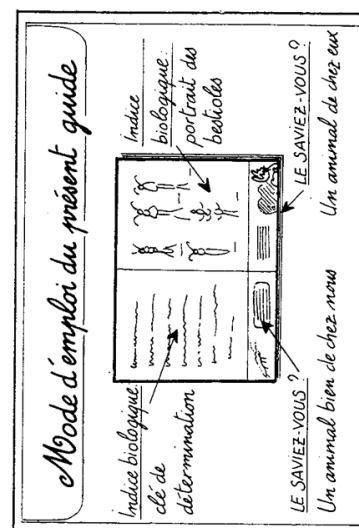 Mode d'emploi du présent guide
Indice biologique:
clé de
détermination
Indice
biologique:
portrait des
bestioles
LE SAVIEZ-VOUS?
Un animal bien de chez nous
LE SAVIEZ-VOUS?
Un animal de chez eux